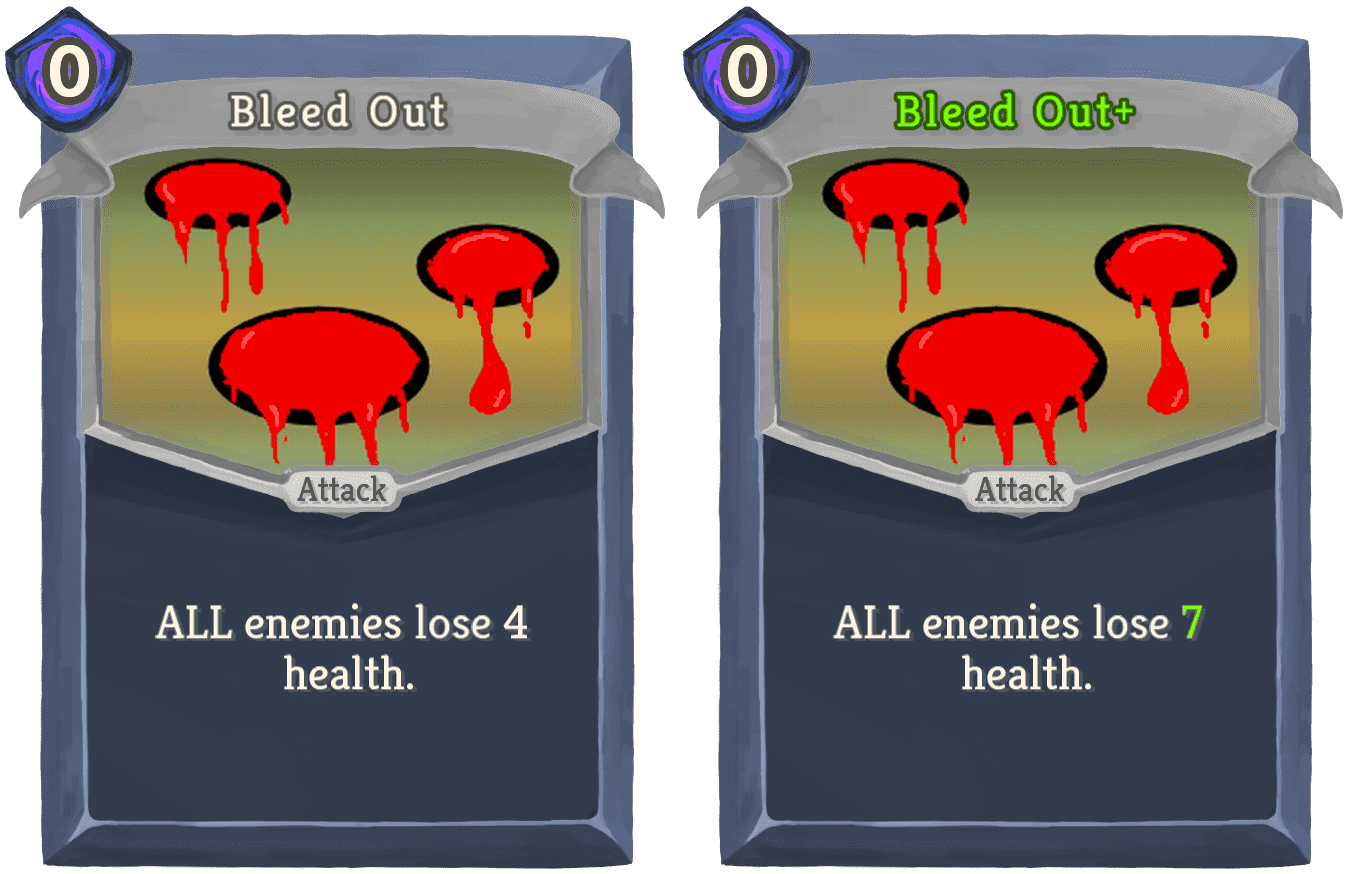 0
Bleed Out
Attack
ALL enemies lose 4
health.
0
Bleed Out+
Attack
ALL enemies lose 7
health.